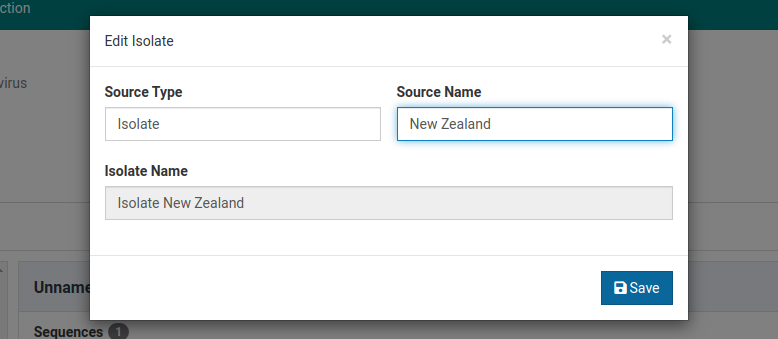 ction
Edit Isolate ×
virus
Source Type Source Name
Isolate New Zealand
Isolate Name
Isolate New Zealand
Save
Unname
Sequences 1